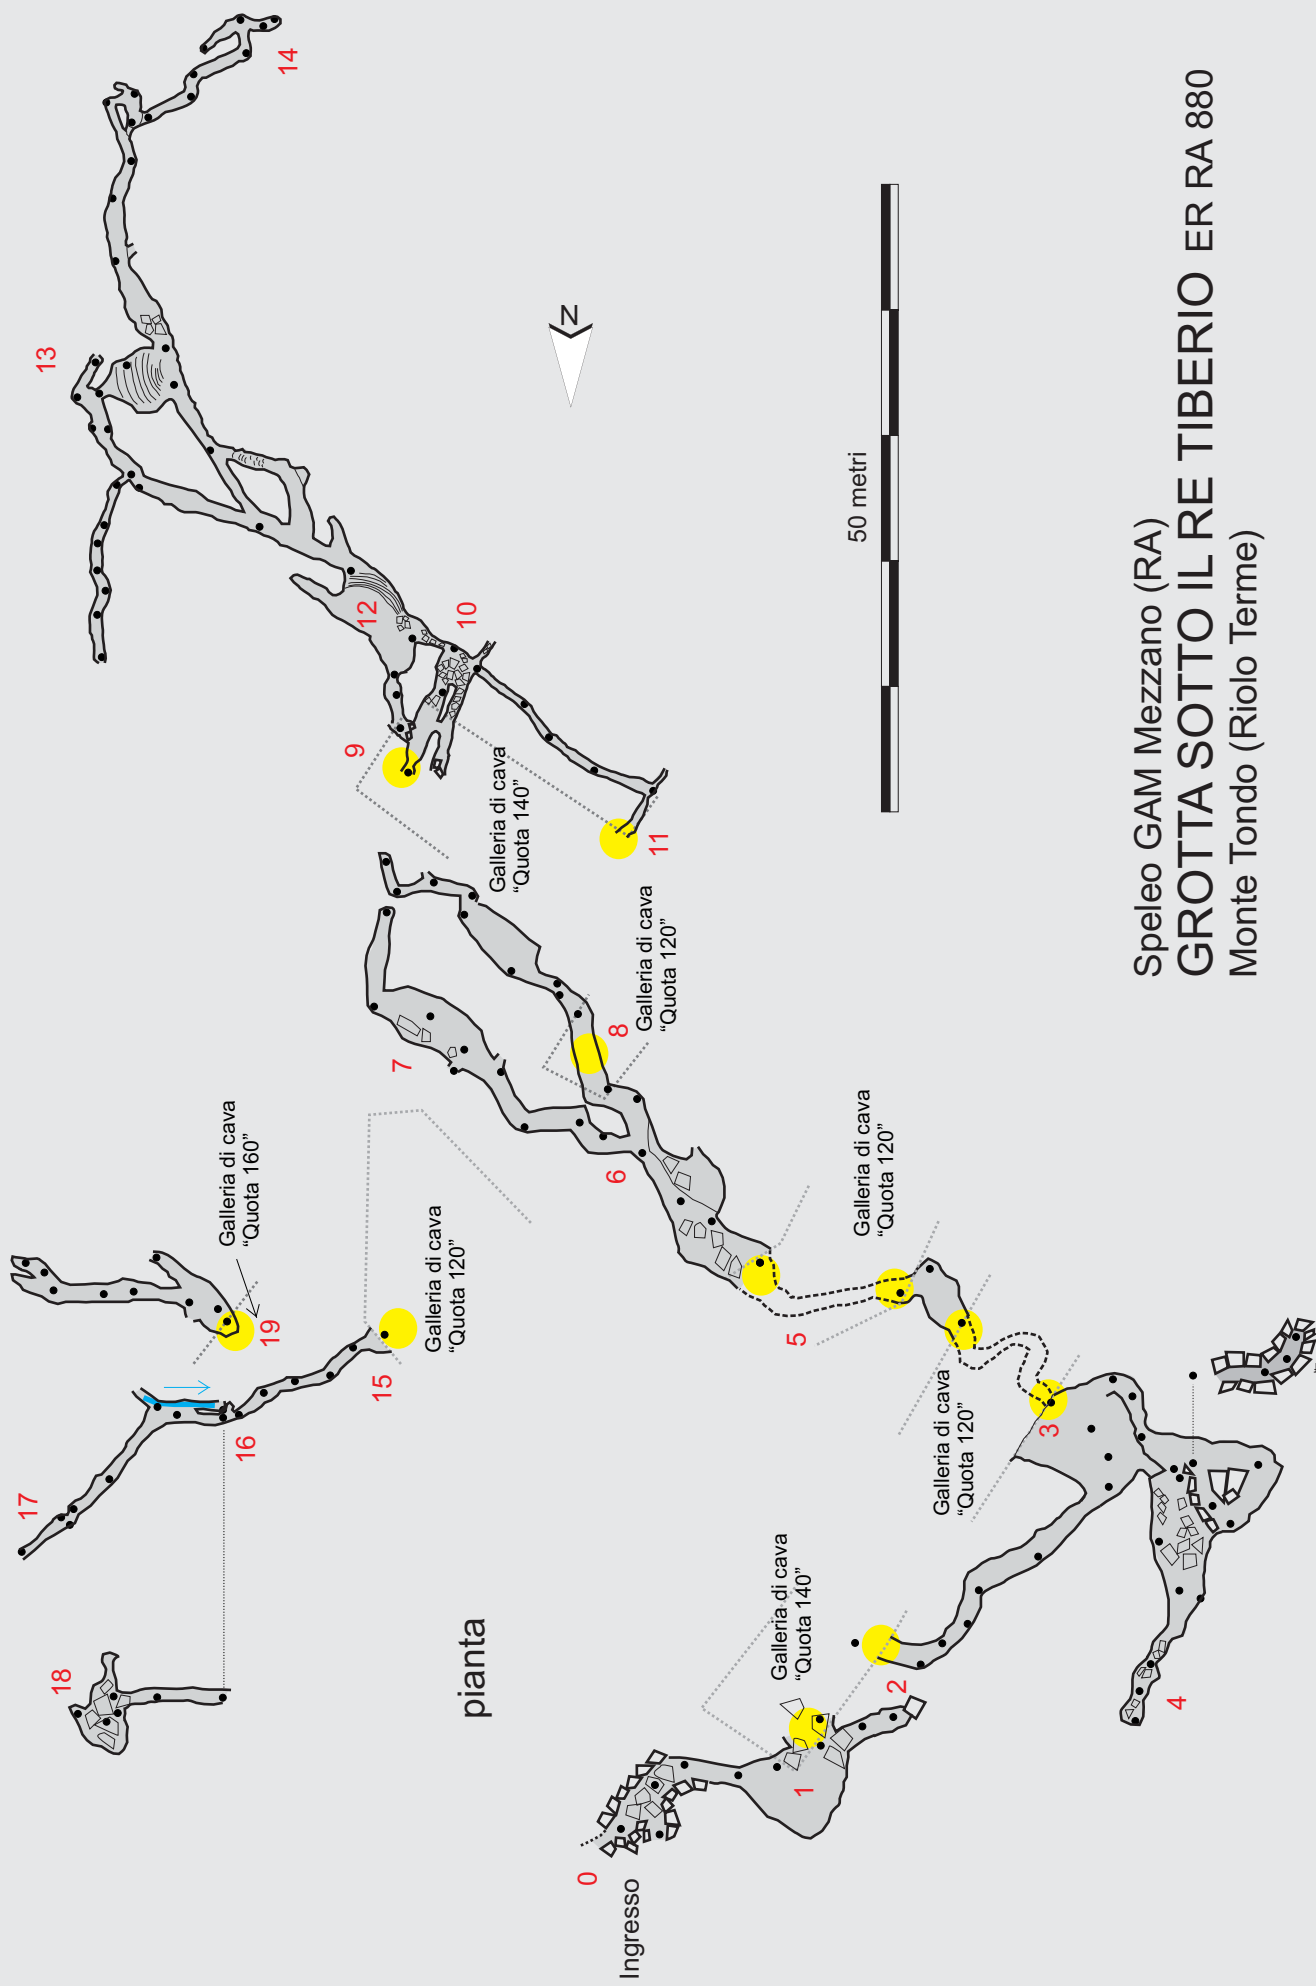 Speleo GAM Mezzano (RA)
GROTTA SOTTO IL RE TIBERIO ER RA 880
Monte Tondo (Riolo Terme)
pianta
50 metri
N
Ingresso
0
1
Galleria di cava
“Quota 140”
2
3
4
Galleria di cava
“Quota 120”
5
Galleria di cava
“Quota 120”
6
7
8
Galleria di cava
“Quota 120”
9
Galleria di cava
“Quota 140”
10
11
12
13
14
15
Galleria di cava
“Quota 120”
16
17
18
19
Galleria di cava
“Quota 160”